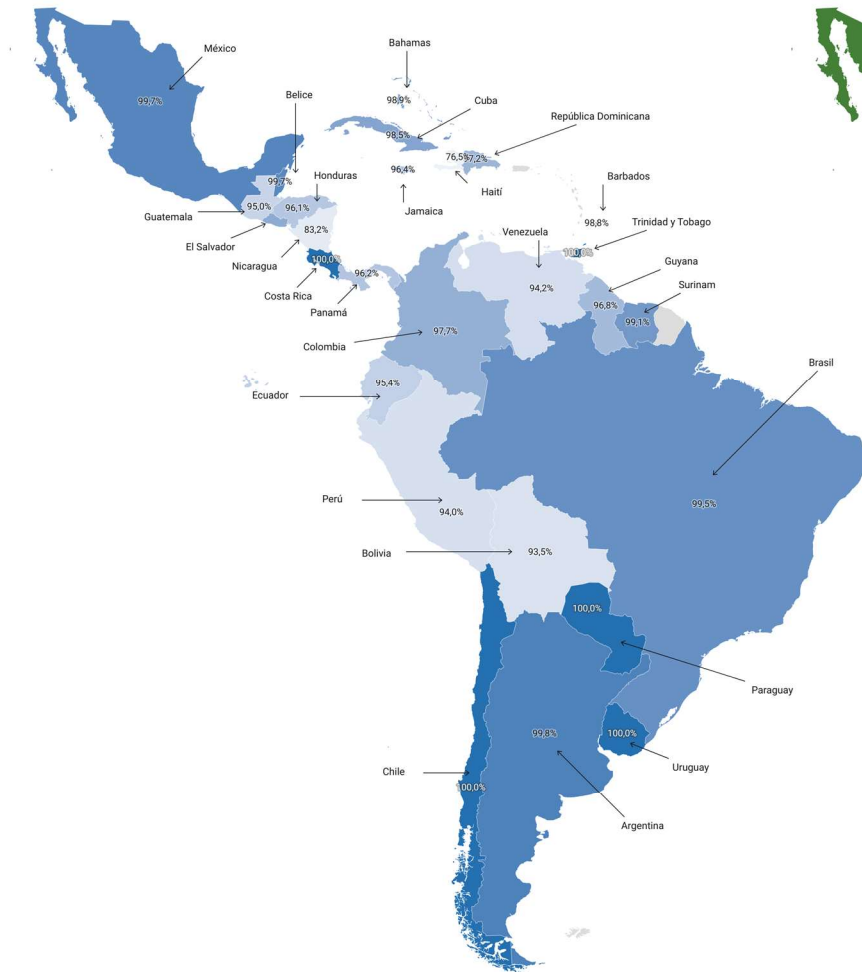 Bahamas
México
98,9%
Belice
99,7%
Cuba
98,5%
República Dominicana
76,5%
Honduras
96,4%
Haití
Barbados
99,7%
95,0%
96,1%
Jamaica
98,8%
Guatemala
Trinidad y Tobago
83,2%
Venezuela
El Salvador
100,0%
Nicaragua
100,0%
Guyana
96,2%
Costa Rica
Surinam
94,2%
Panamá
96,8%
99,1%
97,7%
Colombia
Brasil
95,4%
Ecuador
Perú
99,5%
94,0%
Bolivia
93,5%
100,0%
Paraguay
99,8%
100,0%
Uruguay
Chile
100,0%
Argentina